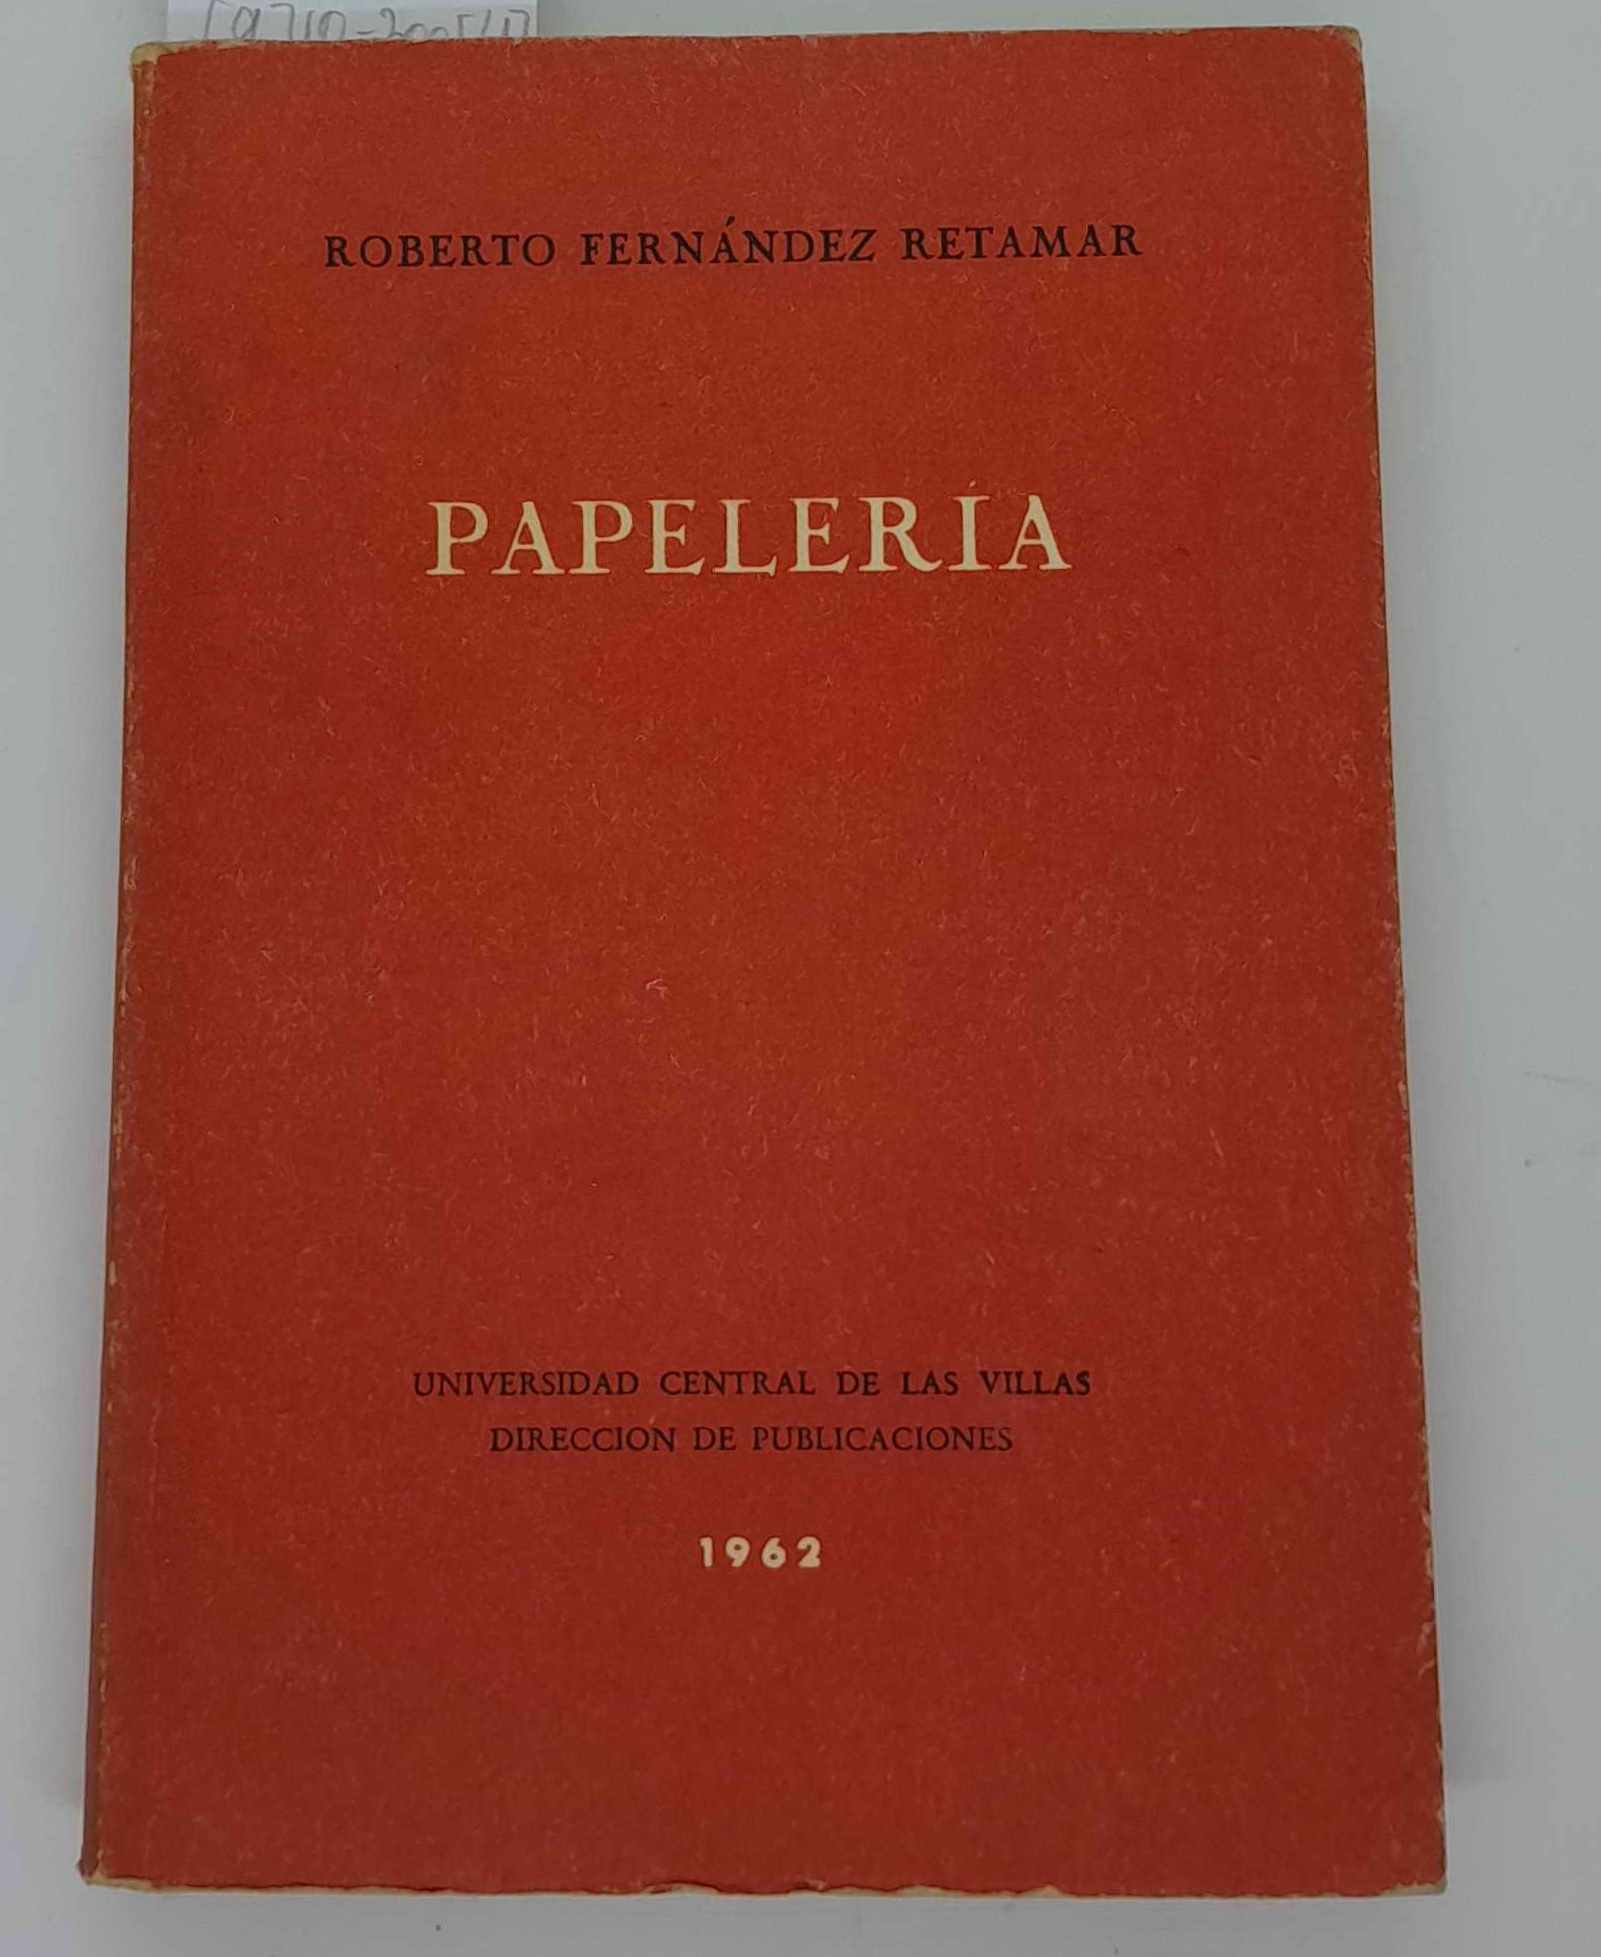 ROBERTO FERNÁNDEZ RETAMAR
PAPELERÍA
UNIVERSIDAD CENTRAL DE LAS VILLAS
DIRECCION DE PUBLICACIONES
1962